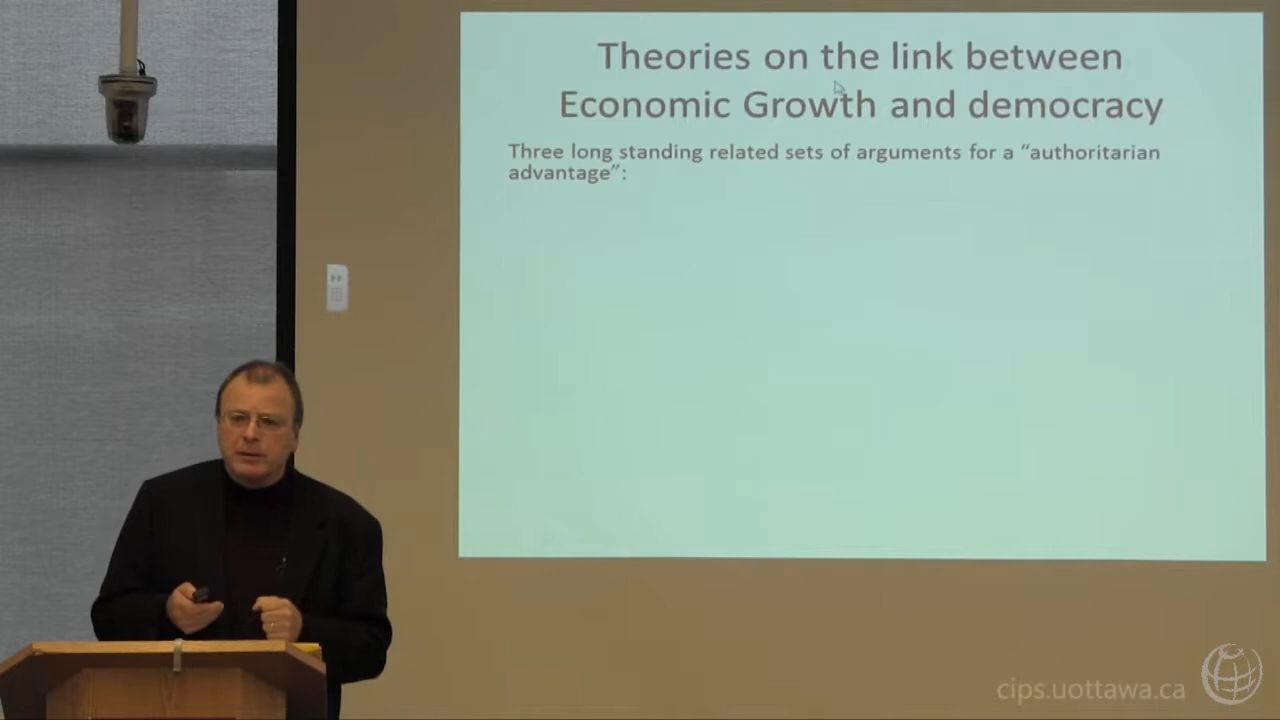 Theories on the link between
Economic Growth and democracy
Three long standing related sets of arguments for a “authoritarian
advantage”:
cips.uottawa.ca